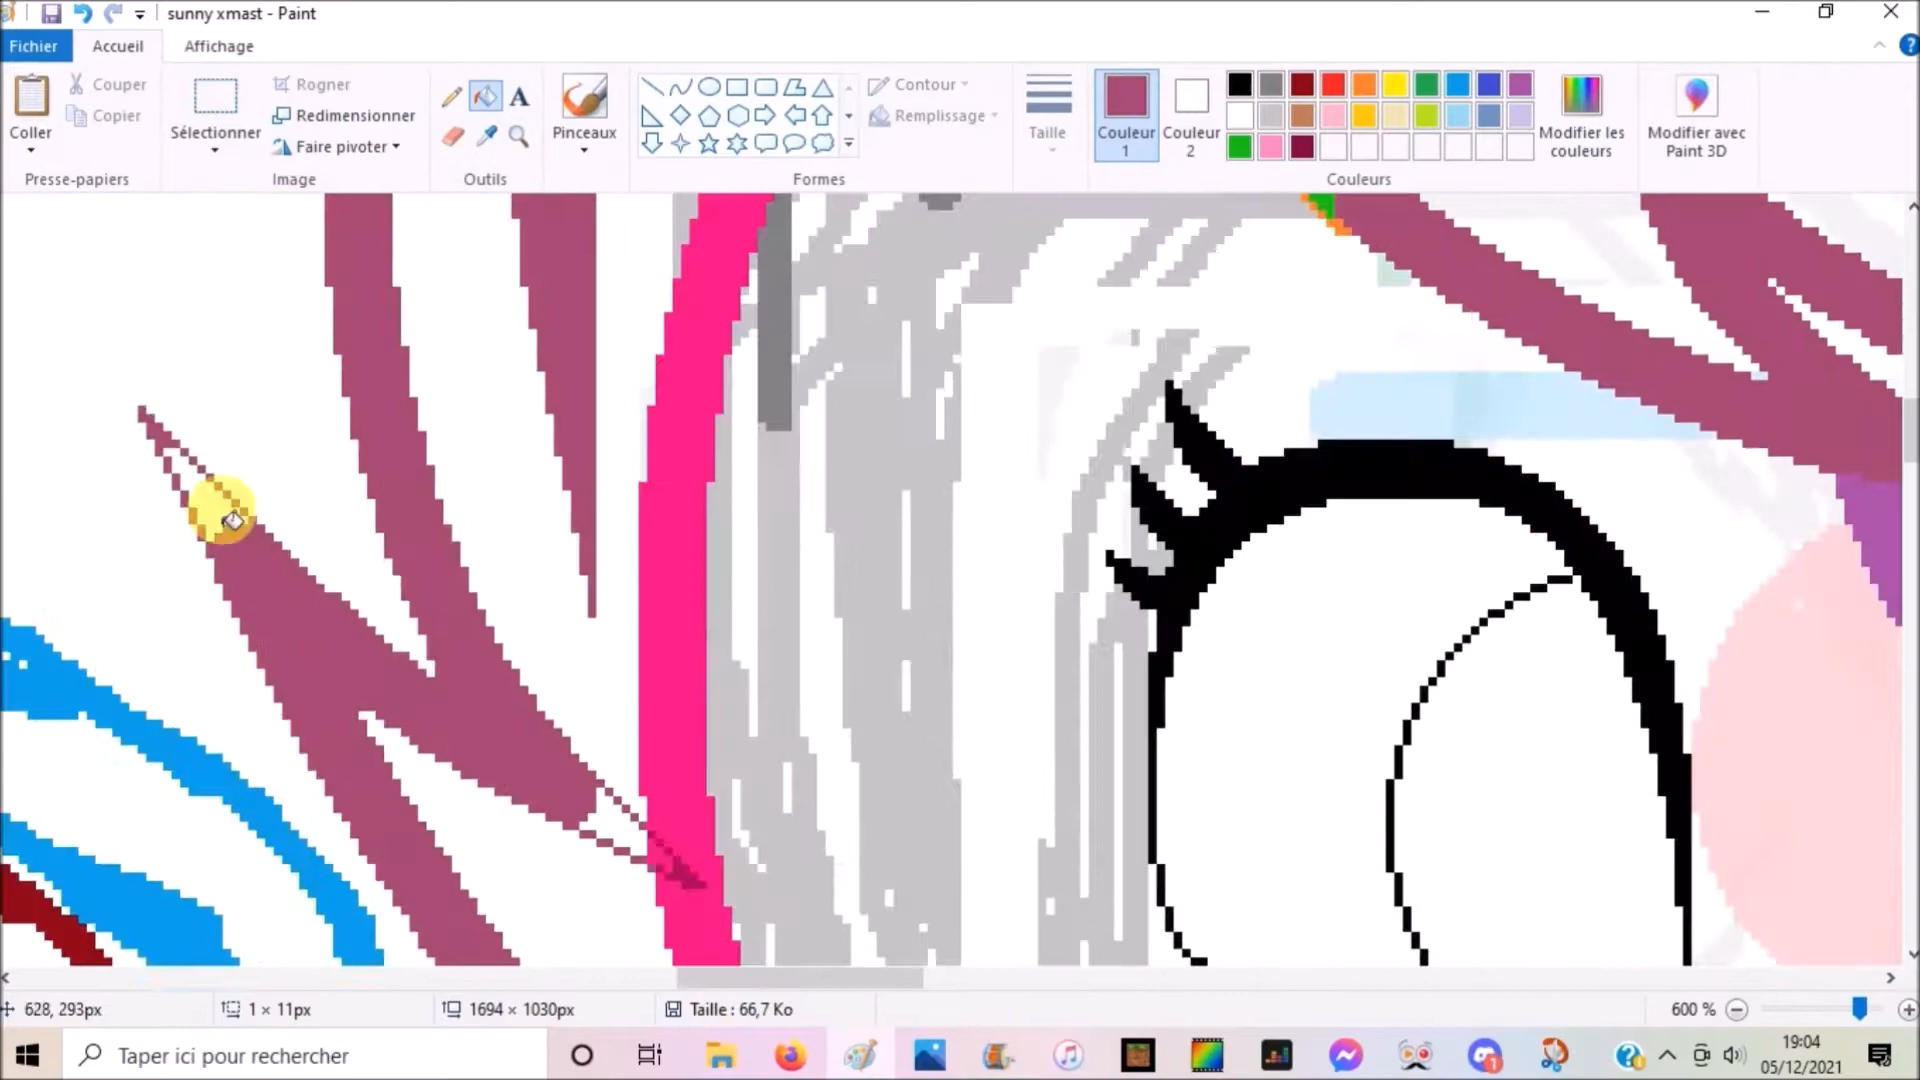 sunny xmast - Paint
Fichier Accueil Affichage
Coller
Couper
Copier
Presse-papiers
Sélectionner
Rogner
Redimensionner
Faire pivoter
Image
A
Outils
Pinceaux
Contour
Remplissage
Formes
Taille
Couleur 1
Couleur 2
Modifier les couleurs
Couleurs
Modifier avec Paint 3D
628, 293px
1 × 11px
1694 × 1030px
Taille : 66,7 Ko
600 %
Taper ici pour rechercher
1
19:04
05/12/2021